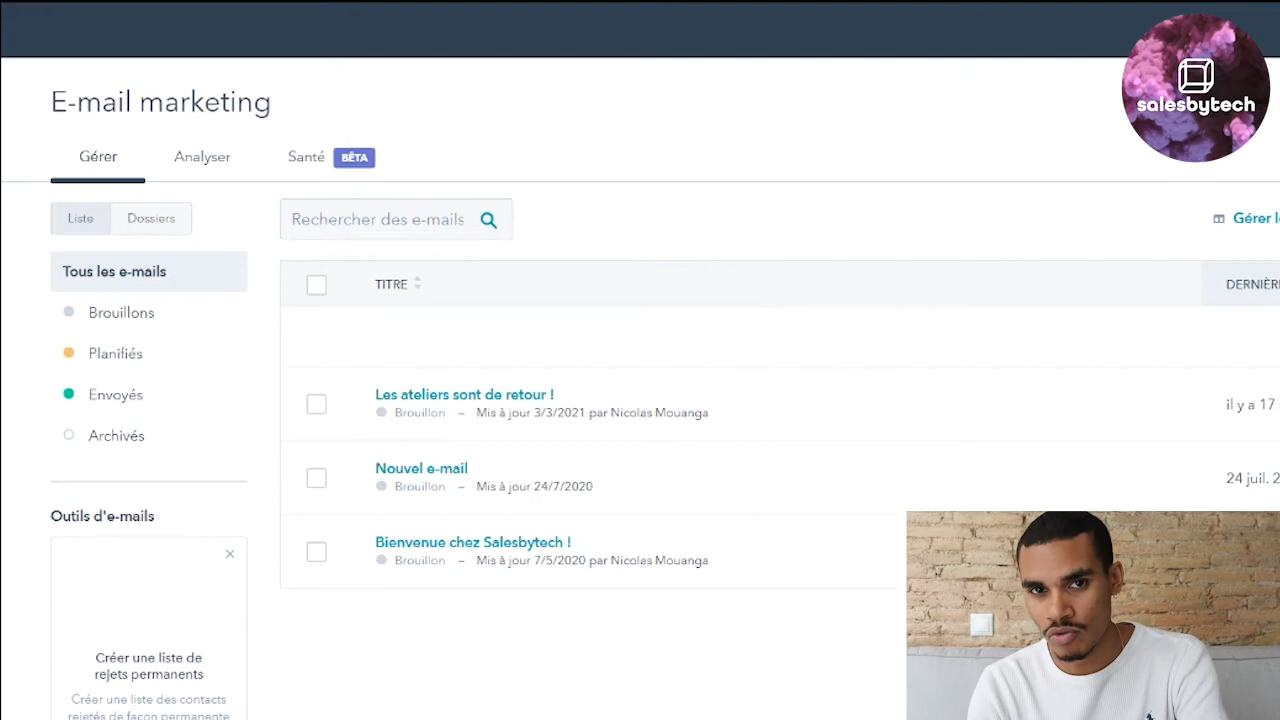 salesbytech
E-mail marketing
Gérer
Analyser
Santé BÊTA
Liste
Dossiers
Rechercher des e-mails
Gérer
Tous les e-mails
Brouillons
Planifiés
Envoyés
Archivés
TITRE
DERNIÈR
Les ateliers sont de retour !
Brouillon – Mis à jour 3/3/2021 par Nicolas Mouanga
il y a 17
Nouvel e-mail
Brouillon – Mis à jour 24/7/2020
24 juil. 2
Bienvenue chez Salesbytech !
Brouillon – Mis à jour 7/5/2020 par Nicolas Mouanga
Outils d'e-mails
Créer une liste de
rejets permanents
Créer une liste des contacts
rejetés de façon permanente